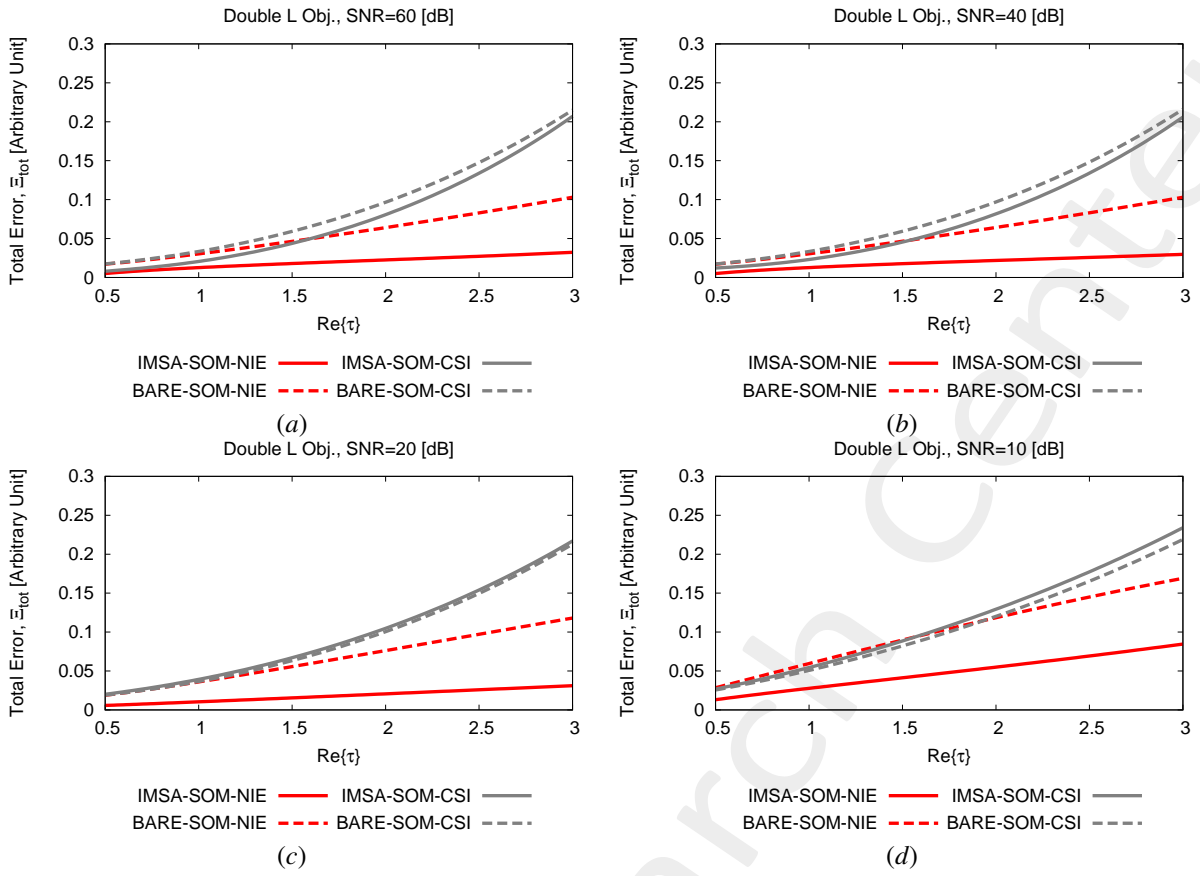 Double L Obj., SNR=60 [dB]
Total Error, Ξtot [Arbitrary Unit]
0.3
0.25
0.2
0.15
0.1
0.05
0
0.5 1 1.5 2 2.5 3
Re{τ}
IMSA-SOM-NIE IMSA-SOM-CSI
BARE-SOM-NIE BARE-SOM-CSI
(a)
Double L Obj., SNR=40 [dB]
Total Error, Ξtot [Arbitrary Unit]
0.3
0.25
0.2
0.15
0.1
0.05
0
0.5 1 1.5 2 2.5 3
Re{τ}
IMSA-SOM-NIE IMSA-SOM-CSI
BARE-SOM-NIE BARE-SOM-CSI
(b)
Double L Obj., SNR=20 [dB]
Total Error, Ξtot [Arbitrary Unit]
0.3
0.25
0.2
0.15
0.1
0.05
0
0.5 1 1.5 2 2.5 3
Re{τ}
IMSA-SOM-NIE IMSA-SOM-CSI
BARE-SOM-NIE BARE-SOM-CSI
(c)
Double L Obj., SNR=10 [dB]
Total Error, Ξtot [Arbitrary Unit]
0.3
0.25
0.2
0.15
0.1
0.05
0
0.5 1 1.5 2 2.5 3
Re{τ}
IMSA-SOM-NIE IMSA-SOM-CSI
BARE-SOM-NIE BARE-SOM-CSI
(d)
arch Cente